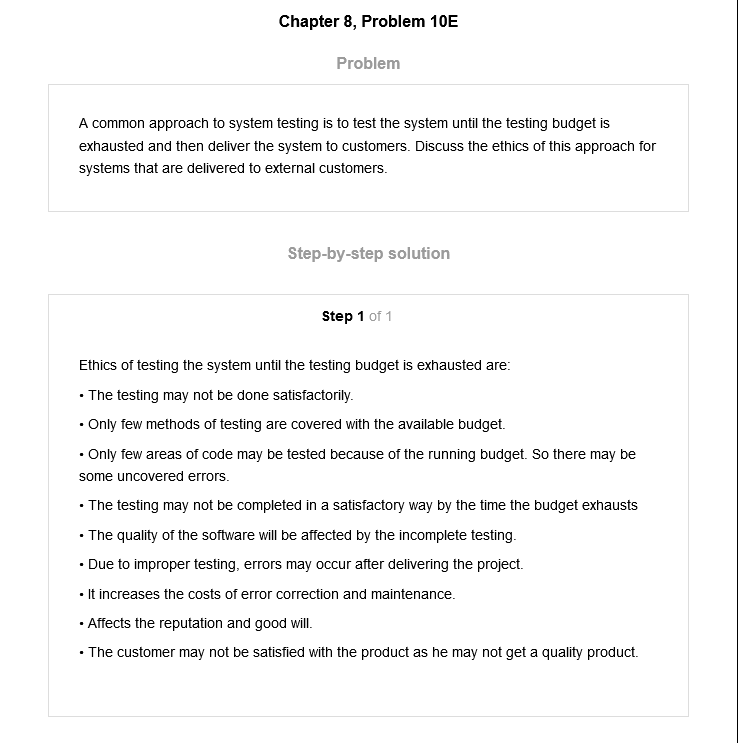 Chapter 8, Problem 10E
Problem
A common approach to system testing is to test the system until the testing budget is
exhausted and then deliver the system to customers. Discuss the ethics of this approach for
systems that are delivered to external customers.
Step-by-step solution
Step 1 of 1
Ethics of testing the system until the testing budget is exhausted are:
• The testing may not be done satisfactorily.
• Only few methods of testing are covered with the available budget.
• Only few areas of code may be tested because of the running budget. So there may be
some uncovered errors.
• The testing may not be completed in a satisfactory way by the time the budget exhausts
• The quality of the software will be affected by the incomplete testing.
• Due to improper testing, errors may occur after delivering the project.
• It increases the costs of error correction and maintenance.
• Affects the reputation and good will.
• The customer may not be satisfied with the product as he may not get a quality product.